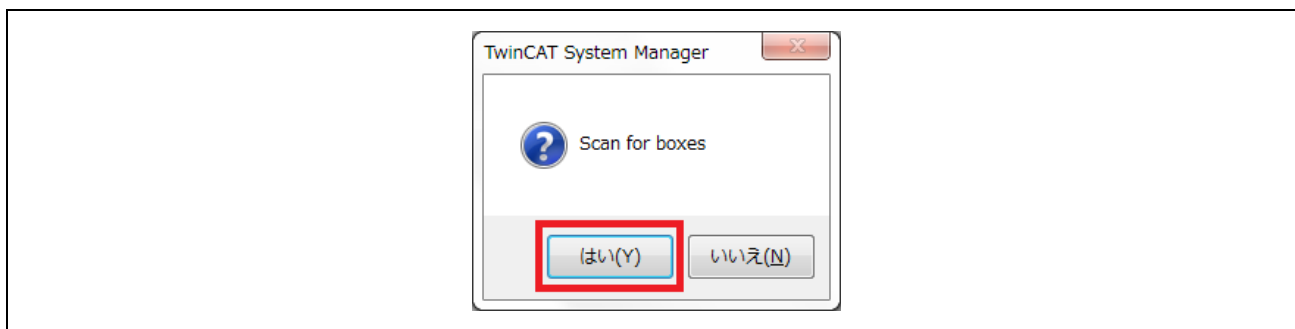 TwinCAT System Manager
Scan for boxes
はい(Y)
いいえ(N)